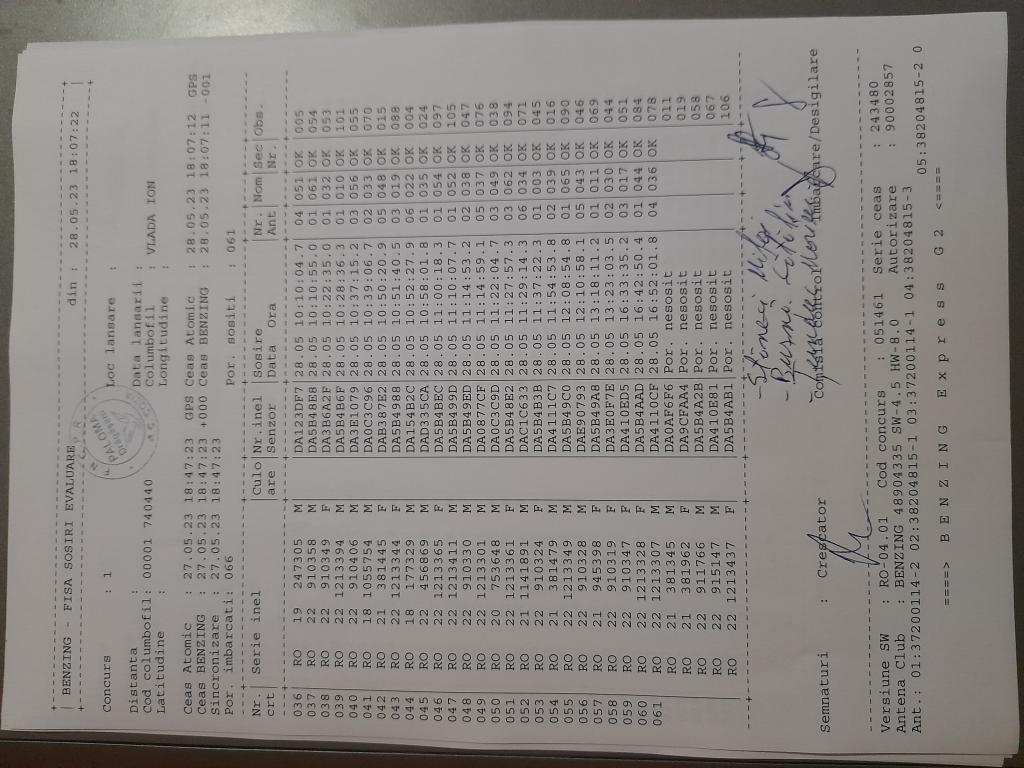 BENZING - FISA SOSIRI EVALUARE din : 28.05.23 18:07:22
Concurs : 1 Loc lansare :
Distanta : Data lansarii :
Cod columbofil: 00001 740440 Columbofil : VLADA ION
Latitudine : Longitudine :
Ceas Atomic : 27.05.23 18:47:23 GPS Ceas Atomic : 28.05.23 18:07:12 GPS
Ceas BENZING : 27.05.23 18:47:23 +000 Ceas BENZING : 28.05.23 18:07:11 -001
Sincronizare : 27.05.23 18:47:23
Por. imbarcati: 066 Por. sositi : 061
Nr. Serie inel Culo Nr.inel Sosire Nr. Nom Sec Obs.
crt are Senzor Data Ora Ant Nr.
036 RO 19 247305 M DA123DF7 28.05 10:10:04.7 04 051 OK 005
037 RO 22 910358 M DA5B48E8 28.05 10:10:55.0 01 061 OK 054
038 RO 22 910349 F DA3B6A2F 28.05 10:22:35.0 01 032 OK 053
039 RO 22 1213394 M DA5B4B6F 28.05 10:28:36.3 01 010 OK 101
040 RO 22 910406 M DA3E1079 28.05 10:37:15.2 03 056 OK 055
041 RO 18 1055754 M DA0C3C96 28.05 10:39:06.7 02 033 OK 070
042 RO 21 381445 F DAB387E2 28.05 10:50:20.9 05 048 OK 015
043 RO 22 1213344 F DA5B4988 28.05 10:51:40.5 03 019 OK 088
044 RO 18 177329 M DA154B2C 28.05 10:52:27.9 06 022 OK 004
045 RO 22 456869 M DAD335CA 28.05 10:58:01.8 01 035 OK 024
046 RO 22 1213365 F DA5B4BEC 28.05 11:00:18.3 01 054 OK 097
047 RO 22 1213411 M DA5B499D 28.05 11:10:07.7 01 052 OK 105
048 RO 22 910330 M DA5B49ED 28.05 11:14:53.2 02 038 OK 047
049 RO 22 1213301 M DA0877CF 28.05 11:14:59.1 05 037 OK 076
050 RO 20 753648 M DA0C3C9D 28.05 11:22:04.7 03 049 OK 038
051 RO 22 1213361 F DA5B48E2 28.05 11:27:57.3 03 062 OK 094
052 RO 21 1141891 M DAC1C633 28.05 11:29:14.3 06 034 OK 071
053 RO 22 910324 F DA5B4B3B 28.05 11:37:22.3 01 003 OK 045
054 RO 21 381479 M DA4111C7 28.05 11:54:53.8 02 039 OK 016
055 RO 22 1213349 M DA5B49C0 28.05 12:08:54.8 01 065 OK 090
056 RO 22 910328 M DAE90793 28.05 12:10:54.1 05 043 OK 046
057 RO 21 945398 F DA5B49A8 28.05 13:18:11.2 01 011 OK 069
058 RO 22 910319 F DA3E0F7E 28.05 13:23:03.5 02 030 OK 044
059 RO 22 910347 F DA410ED5 28.05 16:33:35.2 03 017 OK 051
060 RO 22 1213328 F DA5B4AAD 28.05 16:42:50.4 01 044 OK 084
061 RO 22 1213307 M DA4110CF 28.05 16:52:01.8 04 036 OK 078
RO 21 381345 M DA0AF6F6 Por. nesosit 011
RO 21 381962 F DA9CFAA4 Por. nesosit 019
RO 22 911766 M DA5B4A2B Por. nesosit 058
RO 22 915147 M DA410E81 Por. nesosit 067
RO 22 1213437 F DA5B4AB1 Por. nesosit 106
Semnaturi : Crescator Comisia control Imbarcare/Desigilare
Versiune SW : RO-04.01 Cod concurs : 051461 Serie ceas : 243480
Antena Club : BENZING 48904335 SW-4.5 HW-8.0 Autorizare : 90002857
Ant.: 01:37200114-2 02:38204815-1 03:37200114-1 04:38204815-3 05:38204815-2 0
====> B E N Z I N G E x p r e s s G 2 <====